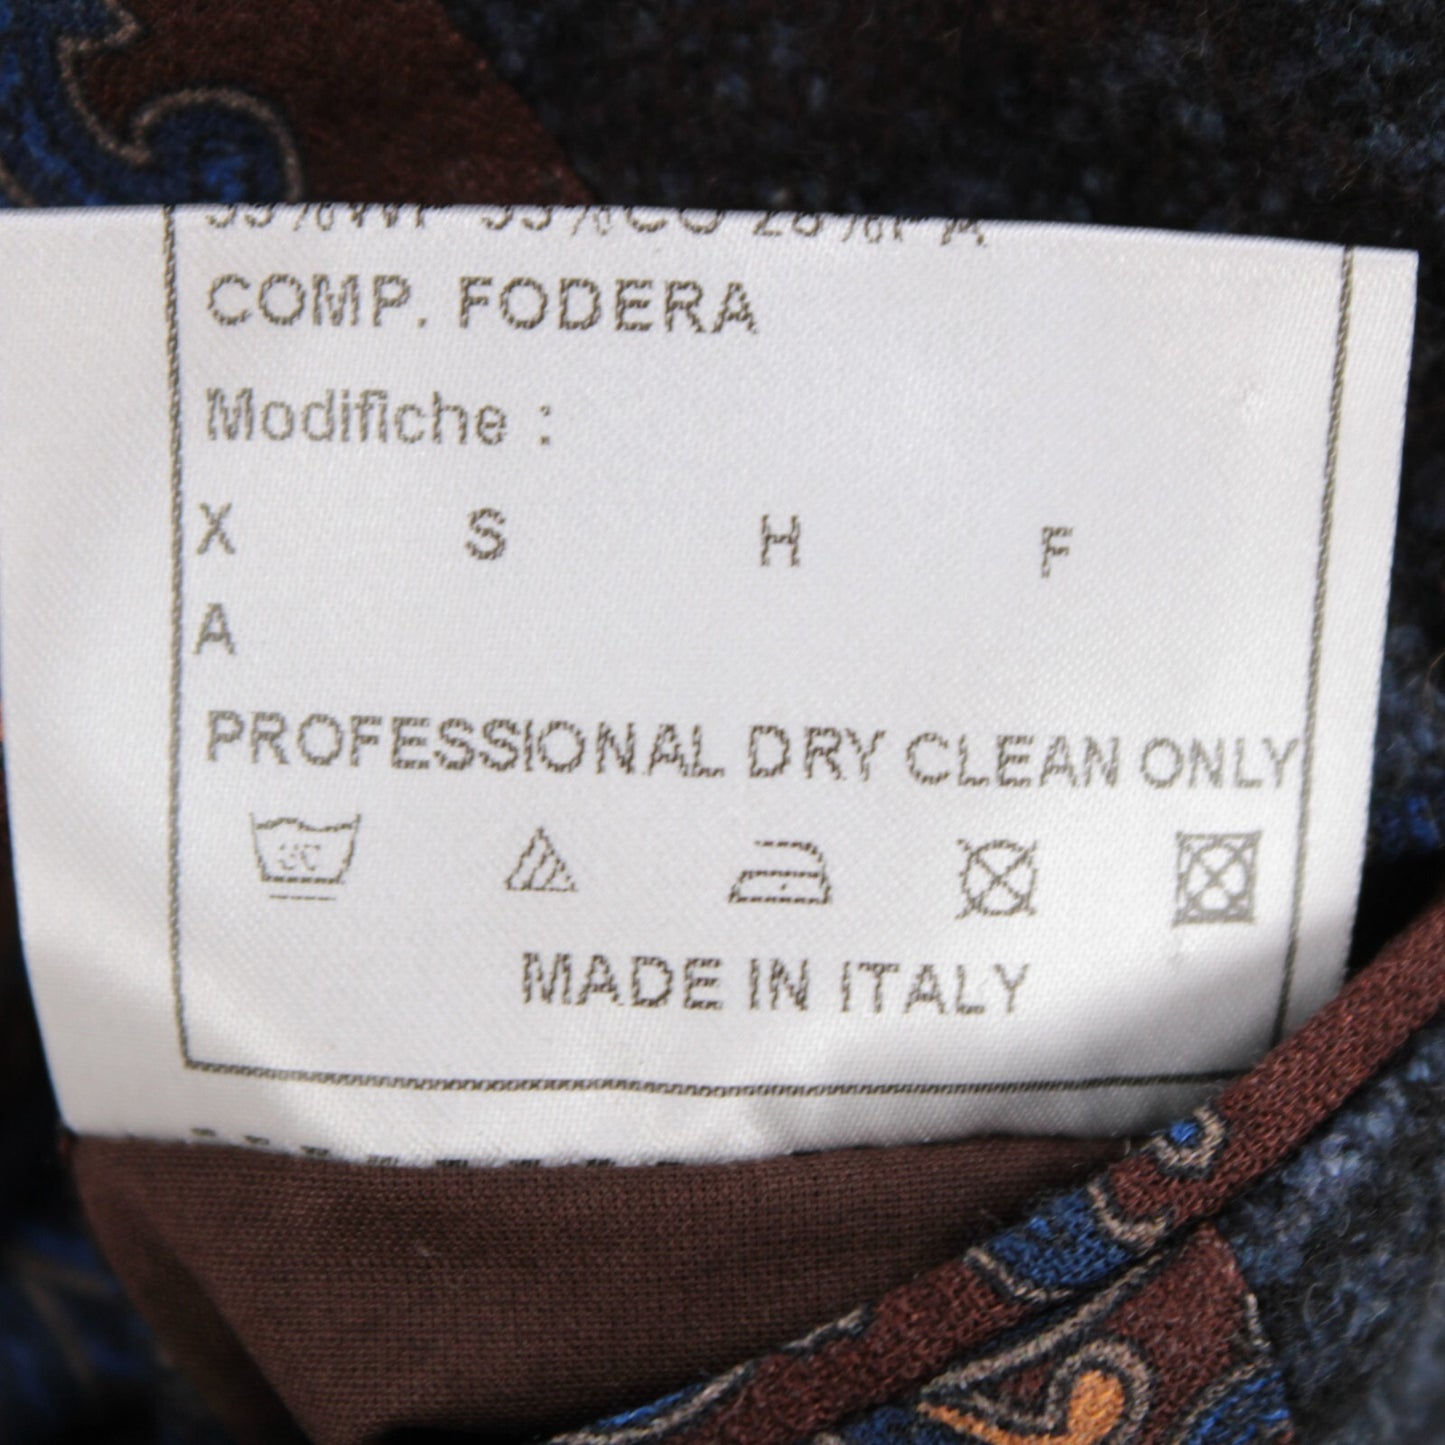 COMP. FODERA
Modifiche :
X S H F
A
PROFESSIONAL DRY CLEAN ONLY
MADE IN ITALY